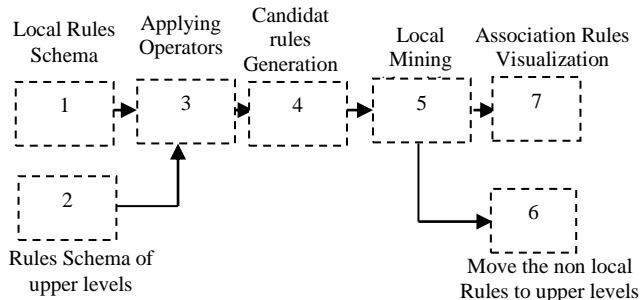 Local Rules
Schema
Applying
Operators
Candidat
rules
Generation
Local
Mining
Association Rules
Visualization
1
3
4
5
7
2
6
Rules Schema of
upper levels
Move the non local
Rules to upper levels